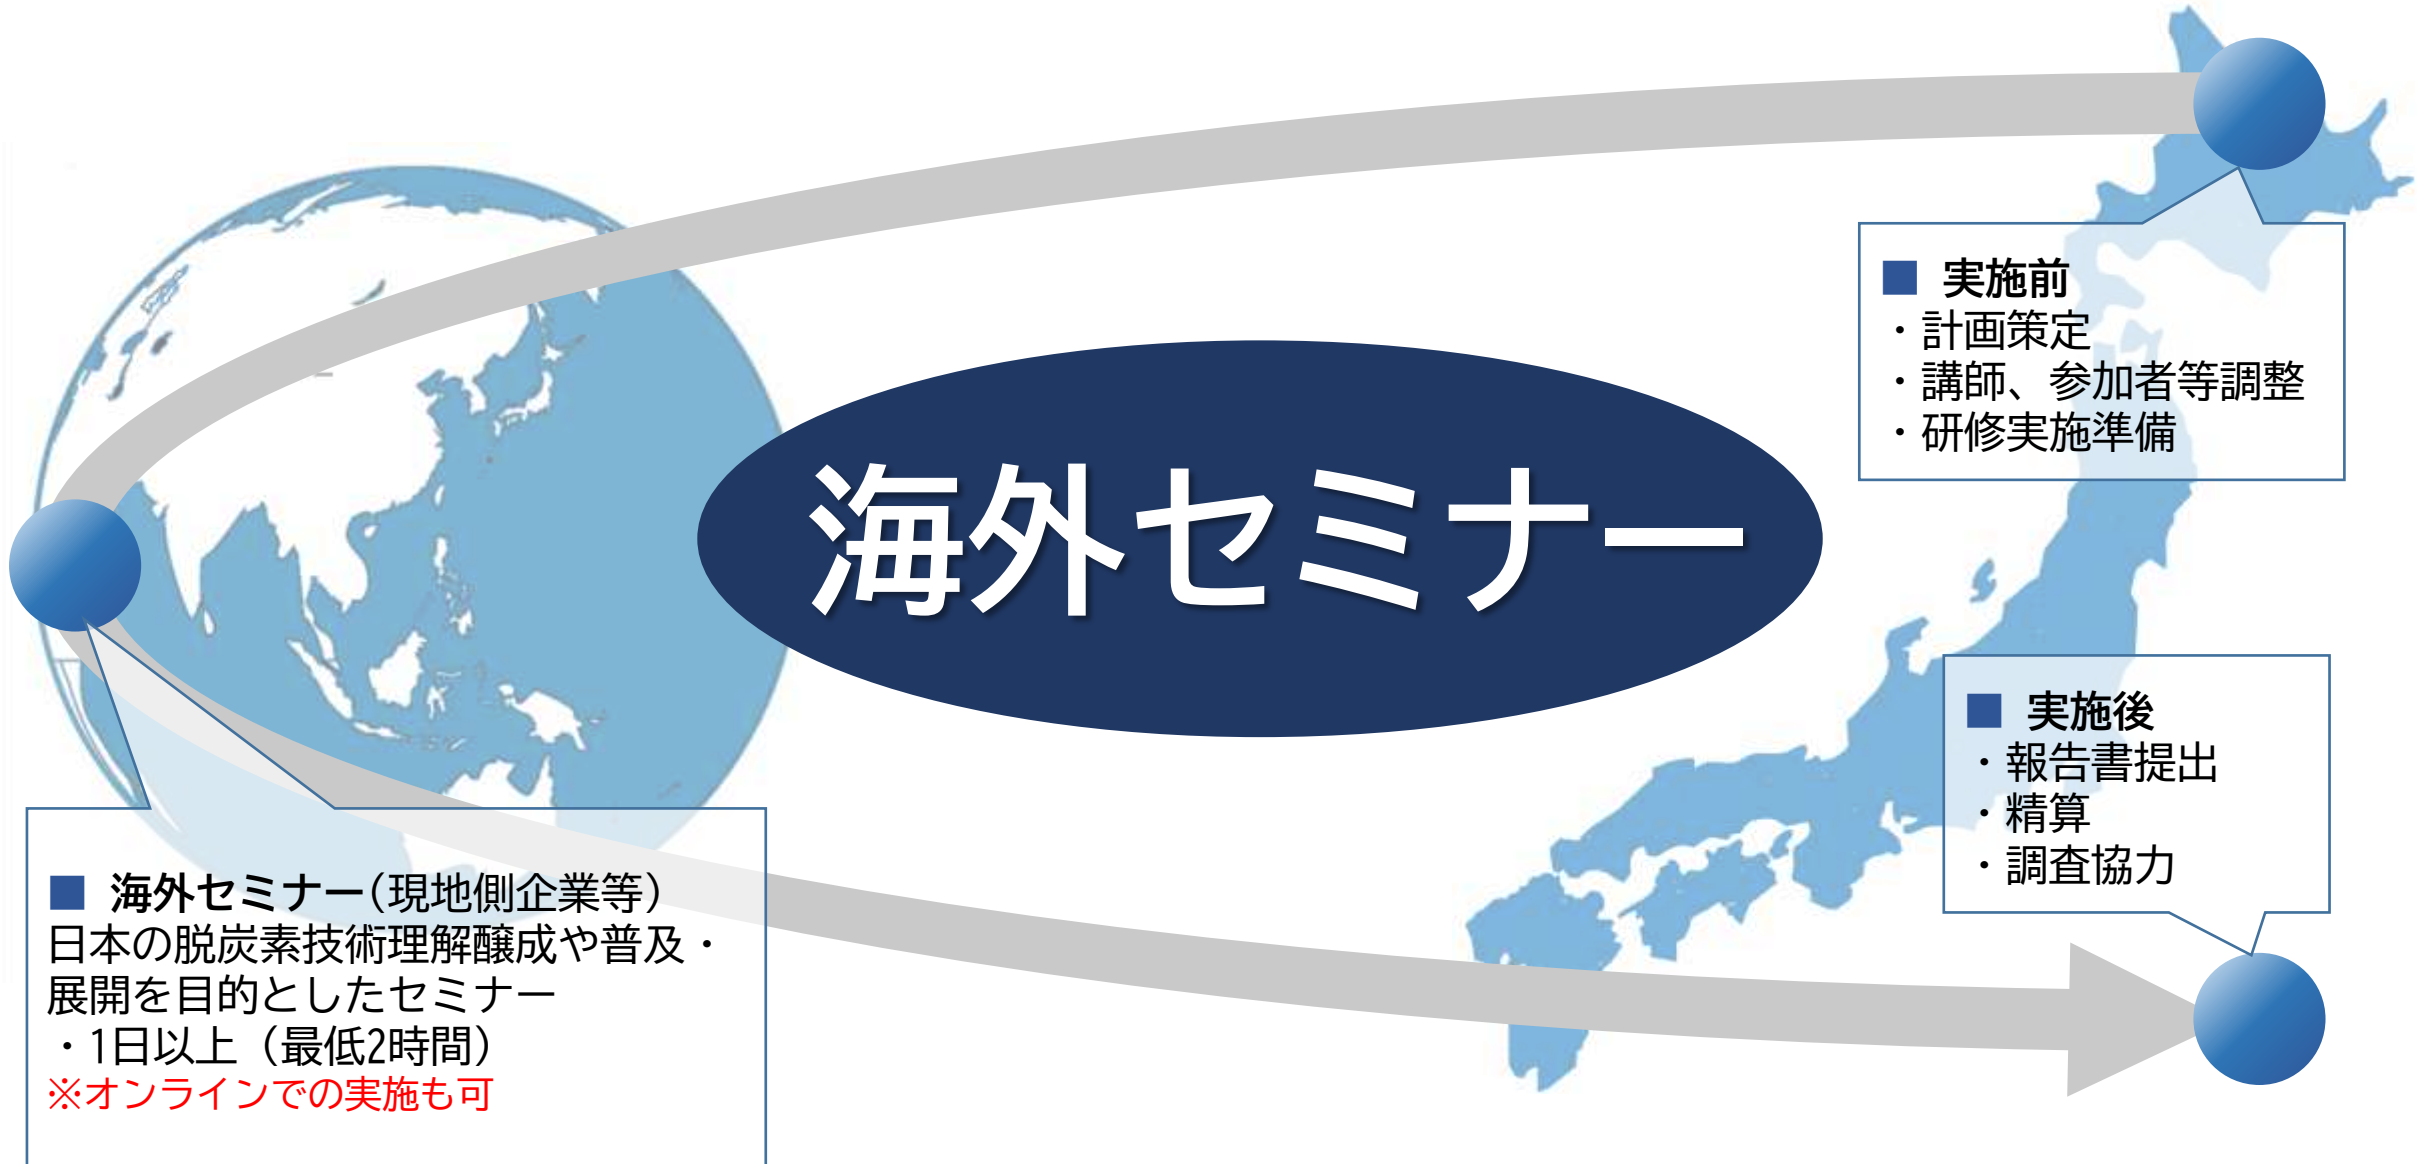 海外セミナー
■ 実施前
・計画策定
・講師、参加者等調整
・研修実施準備
■ 海外セミナー(現地側企業等)
日本の脱炭素技術理解醸成や普及・
展開を目的としたセミナー
・1日以上（最低2時間）
※オンラインでの実施も可
■ 実施後
・報告書提出
・精算
・調査協力